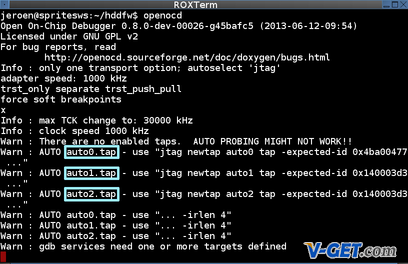 ROXTerm
jeroen@spritesws:~/hddfw$ openocd
Open On-Chip Debugger 0.8.0-dev-00026-g45bafc5 (2013-06-12-09:54)
Licensed under GNU GPL v2
For bug reports, read
http://openocd.sourceforge.net/doc/doxygen/bugs.html
Info : only one transport option; autoselect 'jtag'
adapter speed: 1000 kHz
trst_only separate trst_push_pull
force soft breakpoints
x
Info : max TCK change to: 30000 kHz
Info : clock speed 1000 kHz
Warn : There are no enabled taps.  AUTO PROBING MIGHT NOT WORK!!
Warn : AUTO auto0.tap - use "jtag newtap auto0 tap -expected-id 0x4ba00477
..."
Warn : AUTO auto1.tap - use "jtag newtap auto1 tap -expected-id 0x140003d3
..."
Warn : AUTO auto2.tap - use "jtag newtap auto2 tap -expected-id 0x140003d3
..."
Warn : AUTO auto0.tap - use "... -irlen 4"
Warn : AUTO auto1.tap - use "... -irlen 4"
Warn : AUTO auto2.tap - use "... -irlen 4"
Warn : gdb services need one or more targets defined
V-GET.com